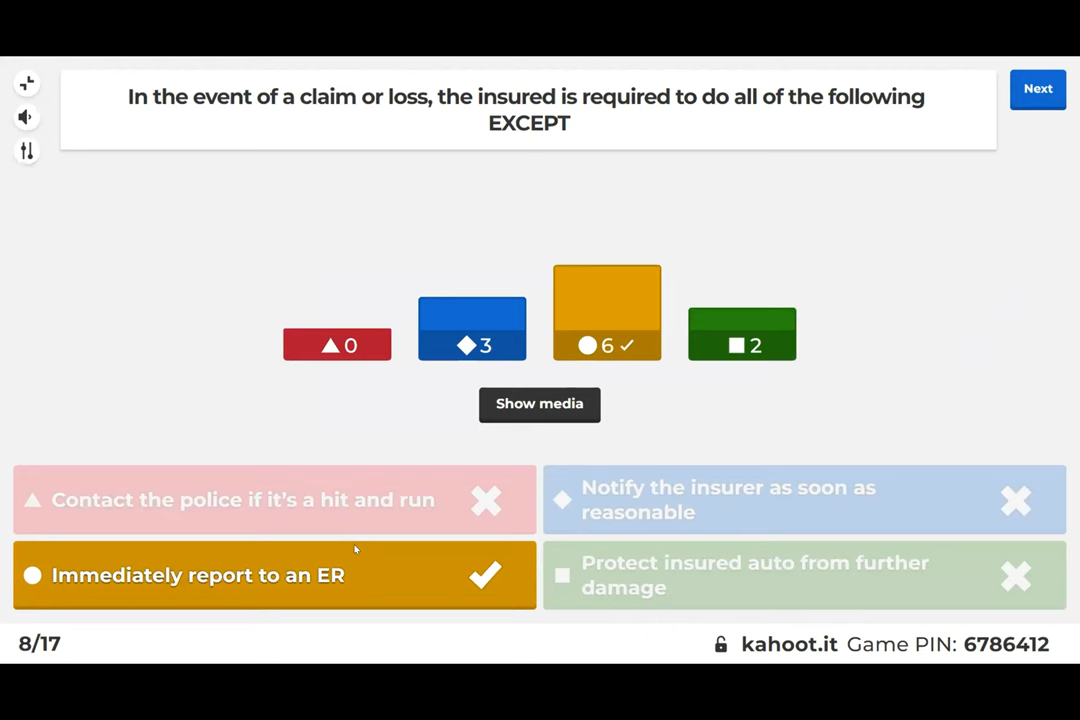 In the event of a claim or loss, the insured is required to do all of the following
EXCEPT
Next
0
3
6
2
Show media
Contact the police if it's a hit and run
Notify the insurer as soon as
reasonable
Immediately report to an ER
Protect insured auto from further
damage
8/17
kahoot.it Game PIN: 6786412